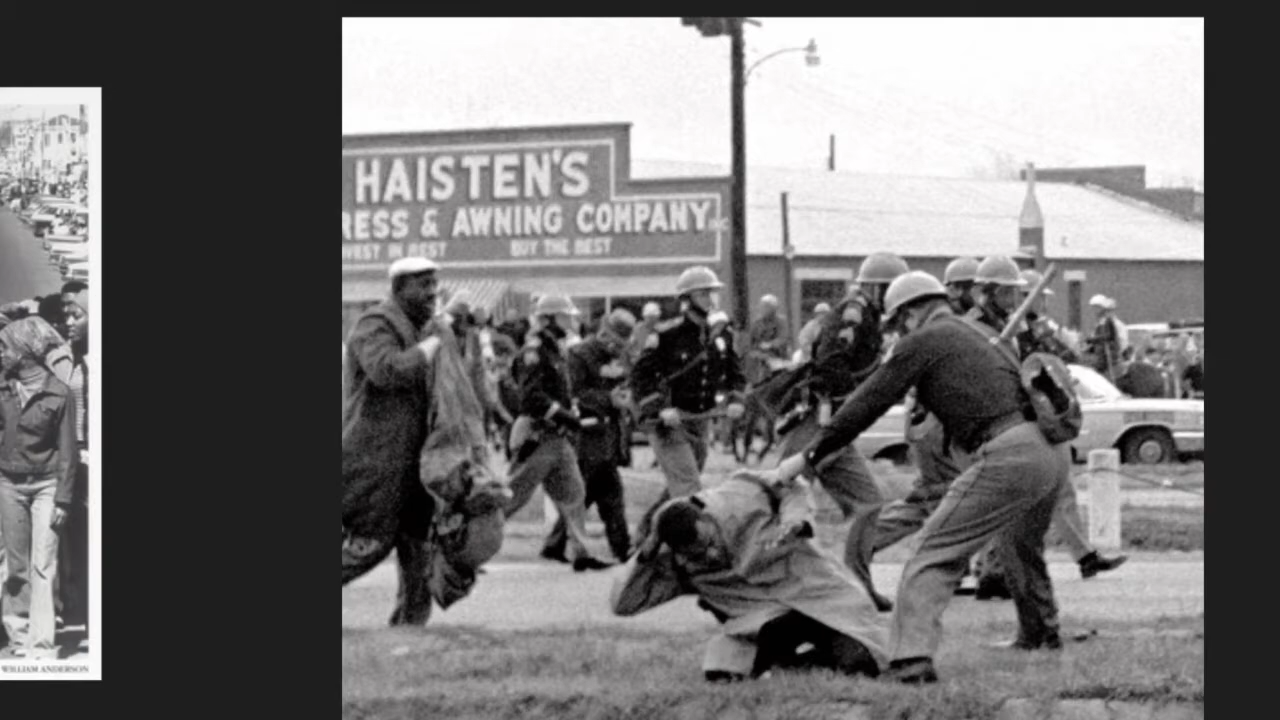 HAISTEN'S
RESS & AWNING COMPANY
BUY THE BEST
WILLIAM ANDERSON